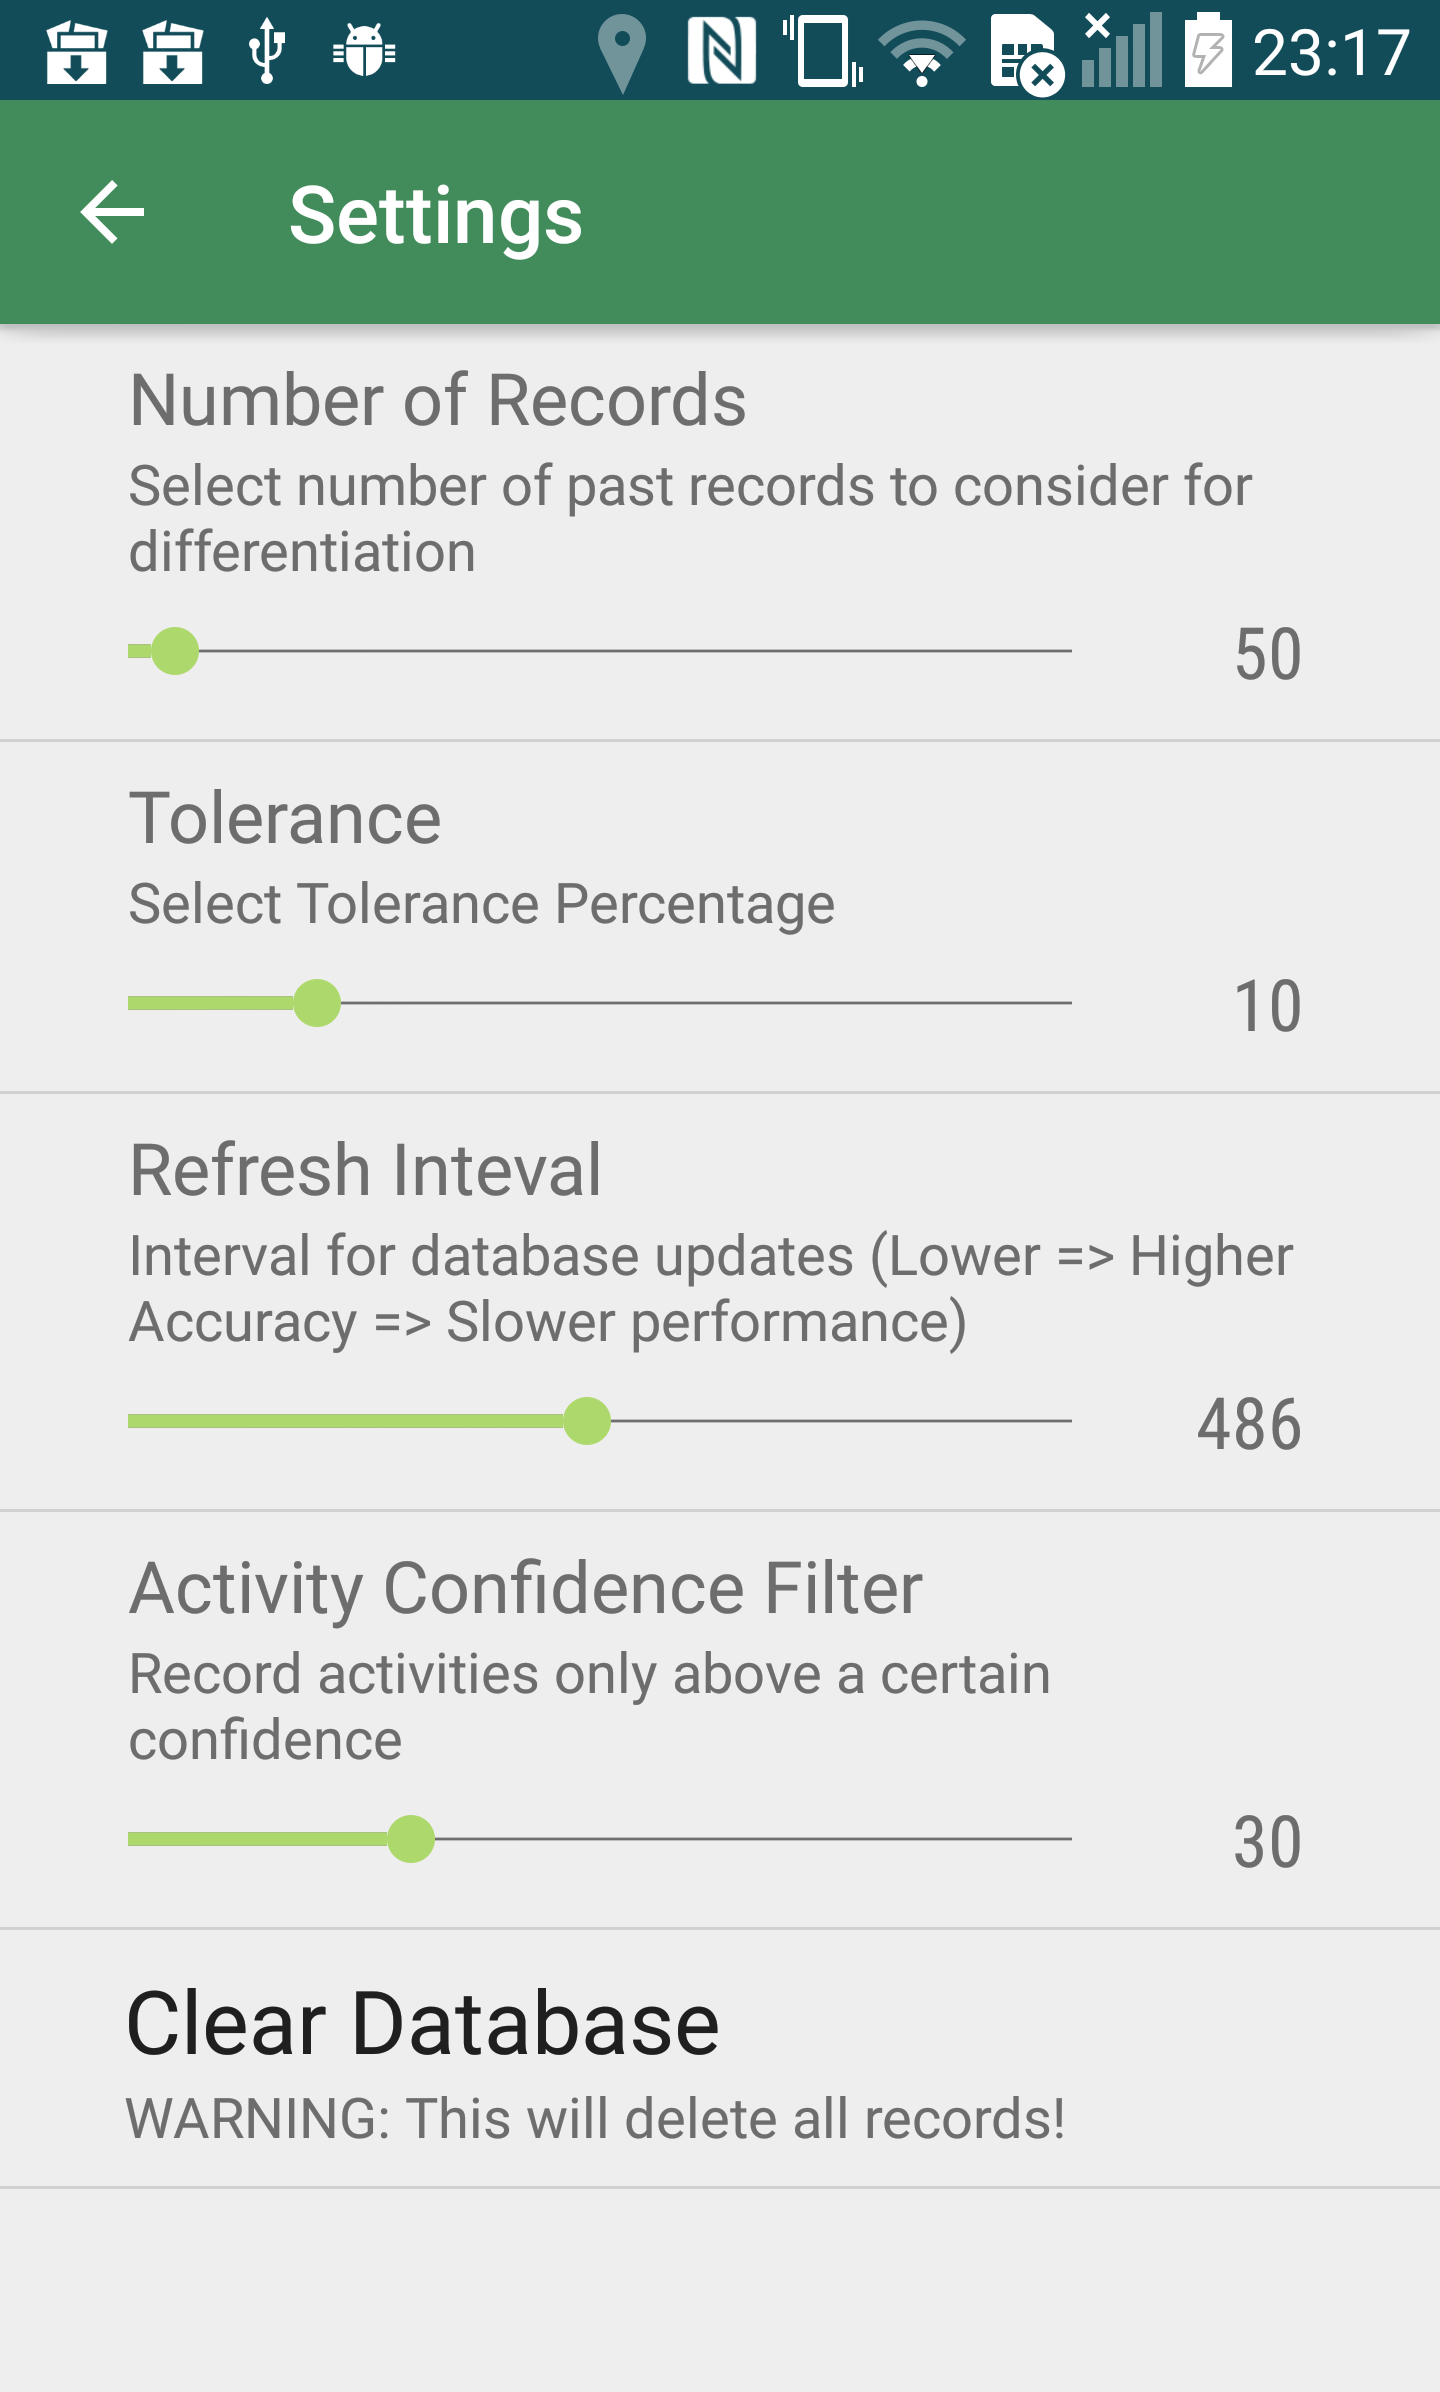 23:17
Settings
Number of Records
Select number of past records to consider for
differentiation
50
Tolerance
Select Tolerance Percentage
10
Refresh Inteval
Interval for database updates (Lower => Higher
Accuracy => Slower performance)
486
Activity Confidence Filter
Record activities only above a certain
confidence
30
Clear Database
WARNING: This will delete all records!